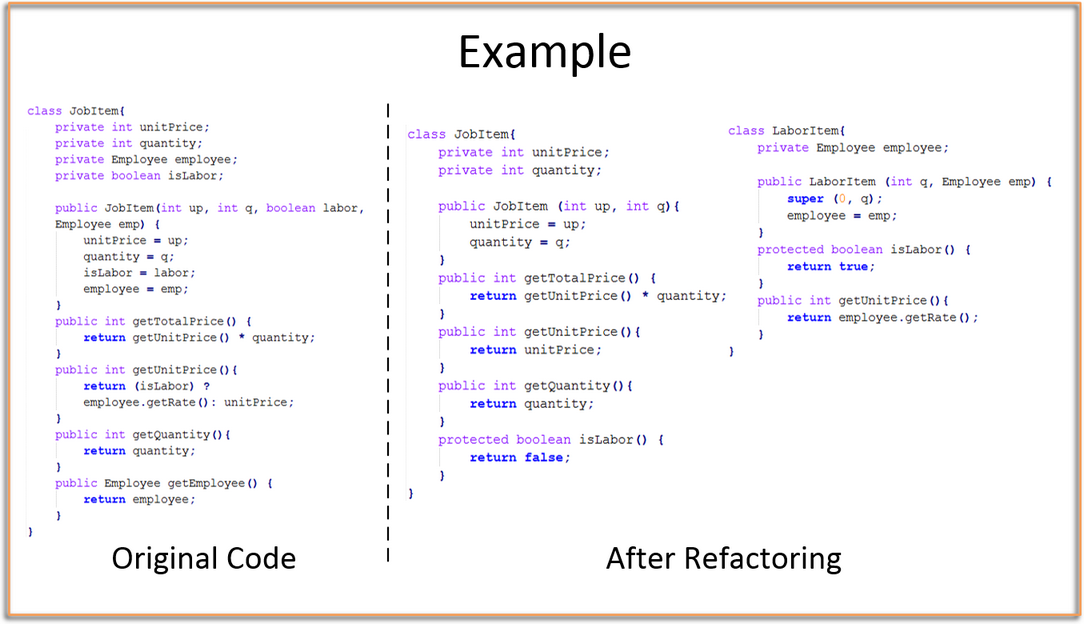 Example
class JobItem{
    private int unitPrice;
    private int quantity;
    private Employee employee;
    private boolean isLabor;

    public JobItem(int up, int q, boolean labor,
    Employee emp) {
        unitPrice = up;
        quantity = q;
        isLabor = labor;
        employee = emp;
    }
    public int getTotalPrice() {
        return getUnitPrice() * quantity;
    }
    public int getUnitPrice(){
        return (isLabor) ?
        employee.getRate(): unitPrice;
    }
    public int getQuantity(){
        return quantity;
    }
    public Employee getEmployee() {
        return employee;
    }
}
Original Code
class JobItem{
    private int unitPrice;
    private int quantity;

    public JobItem (int up, int q){
        unitPrice = up;
        quantity = q;
    }
    public int getTotalPrice() {
        return getUnitPrice() * quantity;
    }
    public int getUnitPrice(){
        return unitPrice;
    }
    public int getQuantity(){
        return quantity;
    }
    protected boolean isLabor() {
        return false;
    }
}
class LaborItem{
    private Employee employee;

    public LaborItem (int q, Employee emp) {
        super (0, q);
        employee = emp;
    }
    protected boolean isLabor() {
        return true;
    }
    public int getUnitPrice(){
        return employee.getRate();
    }
}
After Refactoring